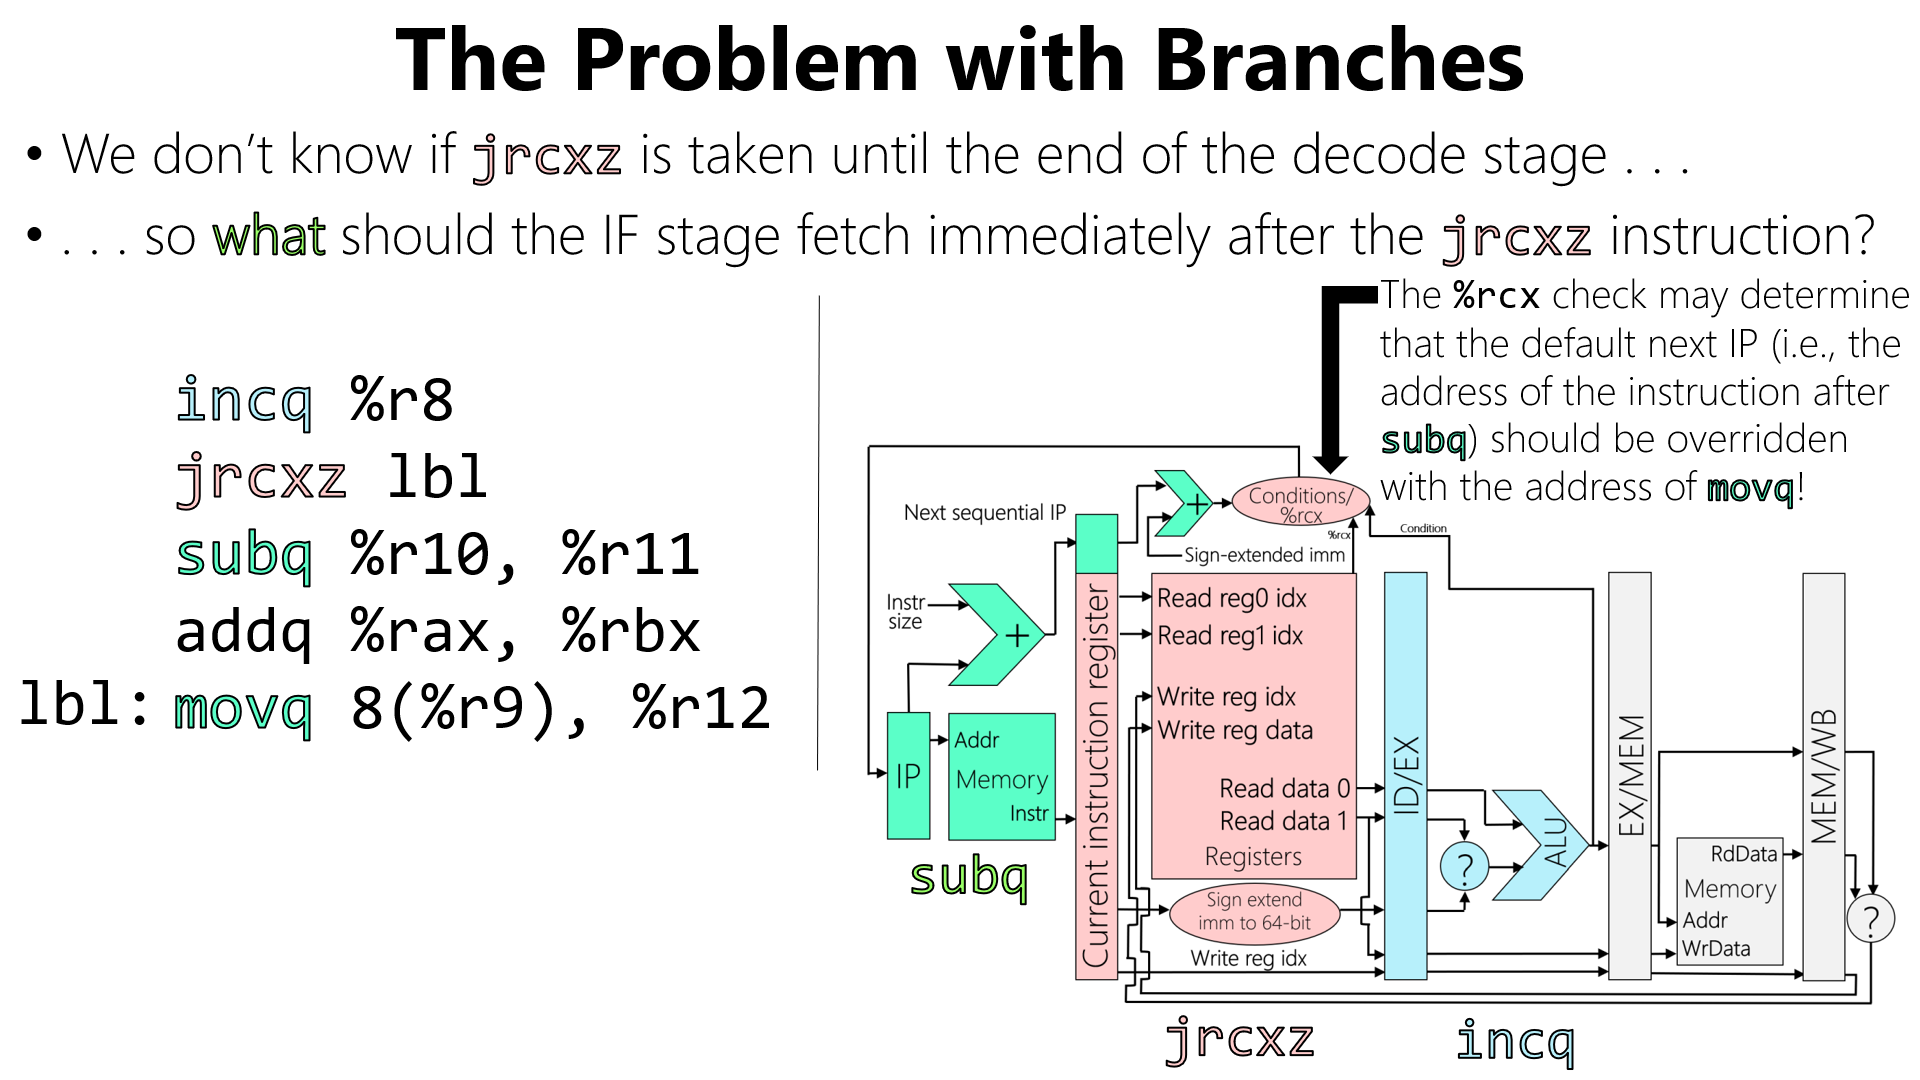 The Problem with Branches
• We don't know if jrcxz is taken until the end of the decode stage . . .
• . . . so what should the IF stage fetch immediately after the jrcxz instruction?
The %rcx check may determine
that the default next IP (i.e., the
address of the instruction after
subq) should be overridden
with the address of movq!
incq %r8
jrcxz lbl
subq %r10, %r11
addq %rax, %rbx
lbl: movq 8(%r9), %r12
Next sequential IP
+
Conditions/
%rcx
%rcx
Condition
Sign-extended imm
Instr
size
+
IP
Addr
Memory
Instr
subq
Current instruction register
Read reg0 idx
Read reg1 idx
Write reg idx
Write reg data
Read data 0
Read data 1
Registers
Sign extend
imm to 64-bit
Write reg idx
jrcxz
ID/EX
?
ALU
incq
EX/MEM
RdData
Memory
Addr
WrData
MEM/WB
?